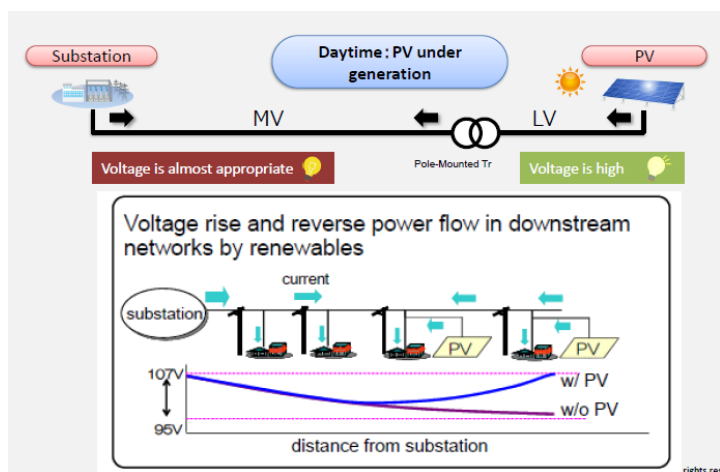 Substation
Daytime：PV under
generation
PV
MV
LV
Pole-Mounted Tr
Voltage is almost appropriate
Voltage is high
Voltage rise and reverse power flow in downstream
networks by renewables
current
substation
PV
PV
107V
w/ PV
w/o PV
95V
distance from substation
rights res